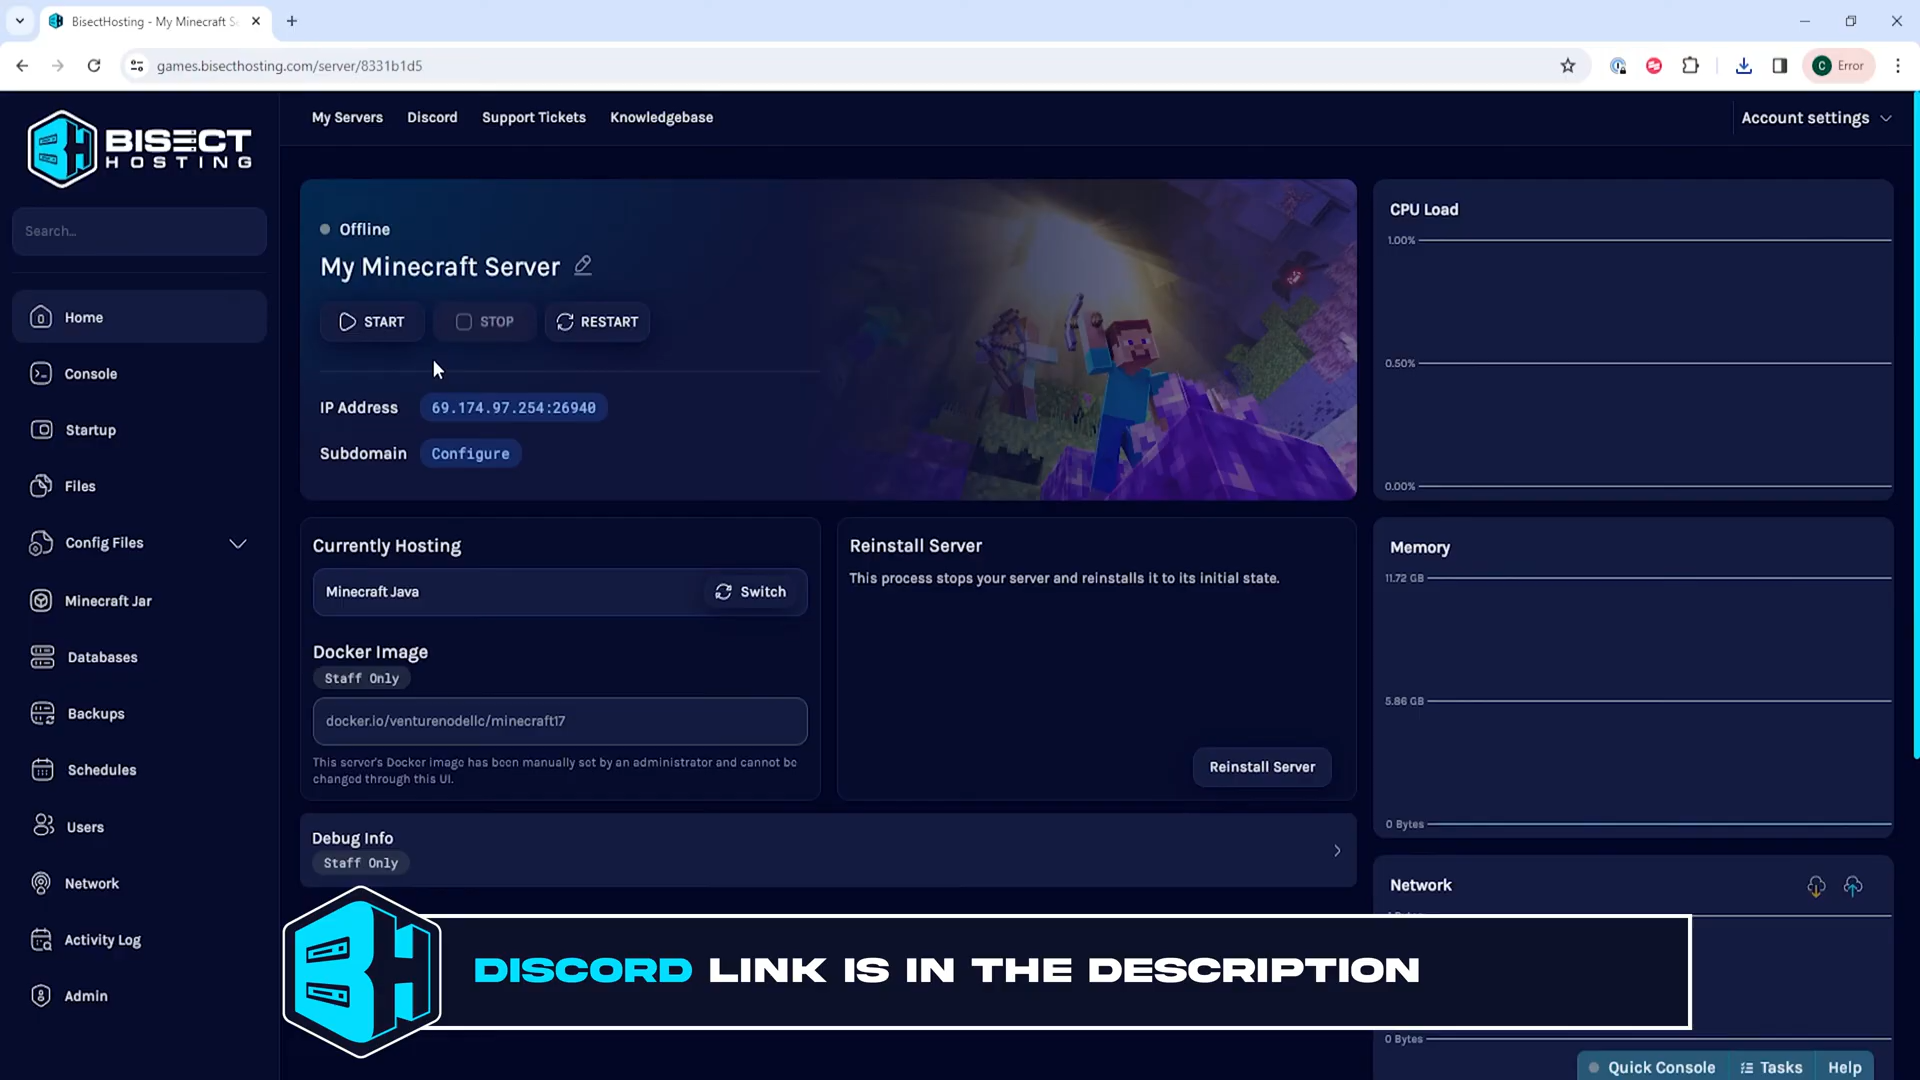 BisectHosting - My Minecraft S
games.bisecthosting.com/server/8331b1d5
C Error
BISECT
HOSTING
My Servers Discord Support Tickets Knowledgebase
Account settings
Search...
Home
Console
Startup
Files
Config Files
Minecraft Jar
Databases
Backups
Schedules
Users
Network
Activity Log
Admin
Offline
My Minecraft Server
START STOP RESTART
IP Address 69.174.97.254:26940
Subdomain Configure
Currently Hosting
Minecraft Java Switch
Docker Image
Staff Only
docker.io/venturenodellc/minecraft17
This server's Docker image has been manually set by an administrator and cannot be
changed through this UI.
Reinstall Server
This process stops your server and reinstalls it to its initial state.
Reinstall Server
Debug Info
Staff Only
CPU Load
1.00%
0.50%
0.00%
Memory
11.72 GB
5.86 GB
0 Bytes
Network
0 Bytes
DISCORD LINK IS IN THE DESCRIPTION
Quick Console Tasks Help